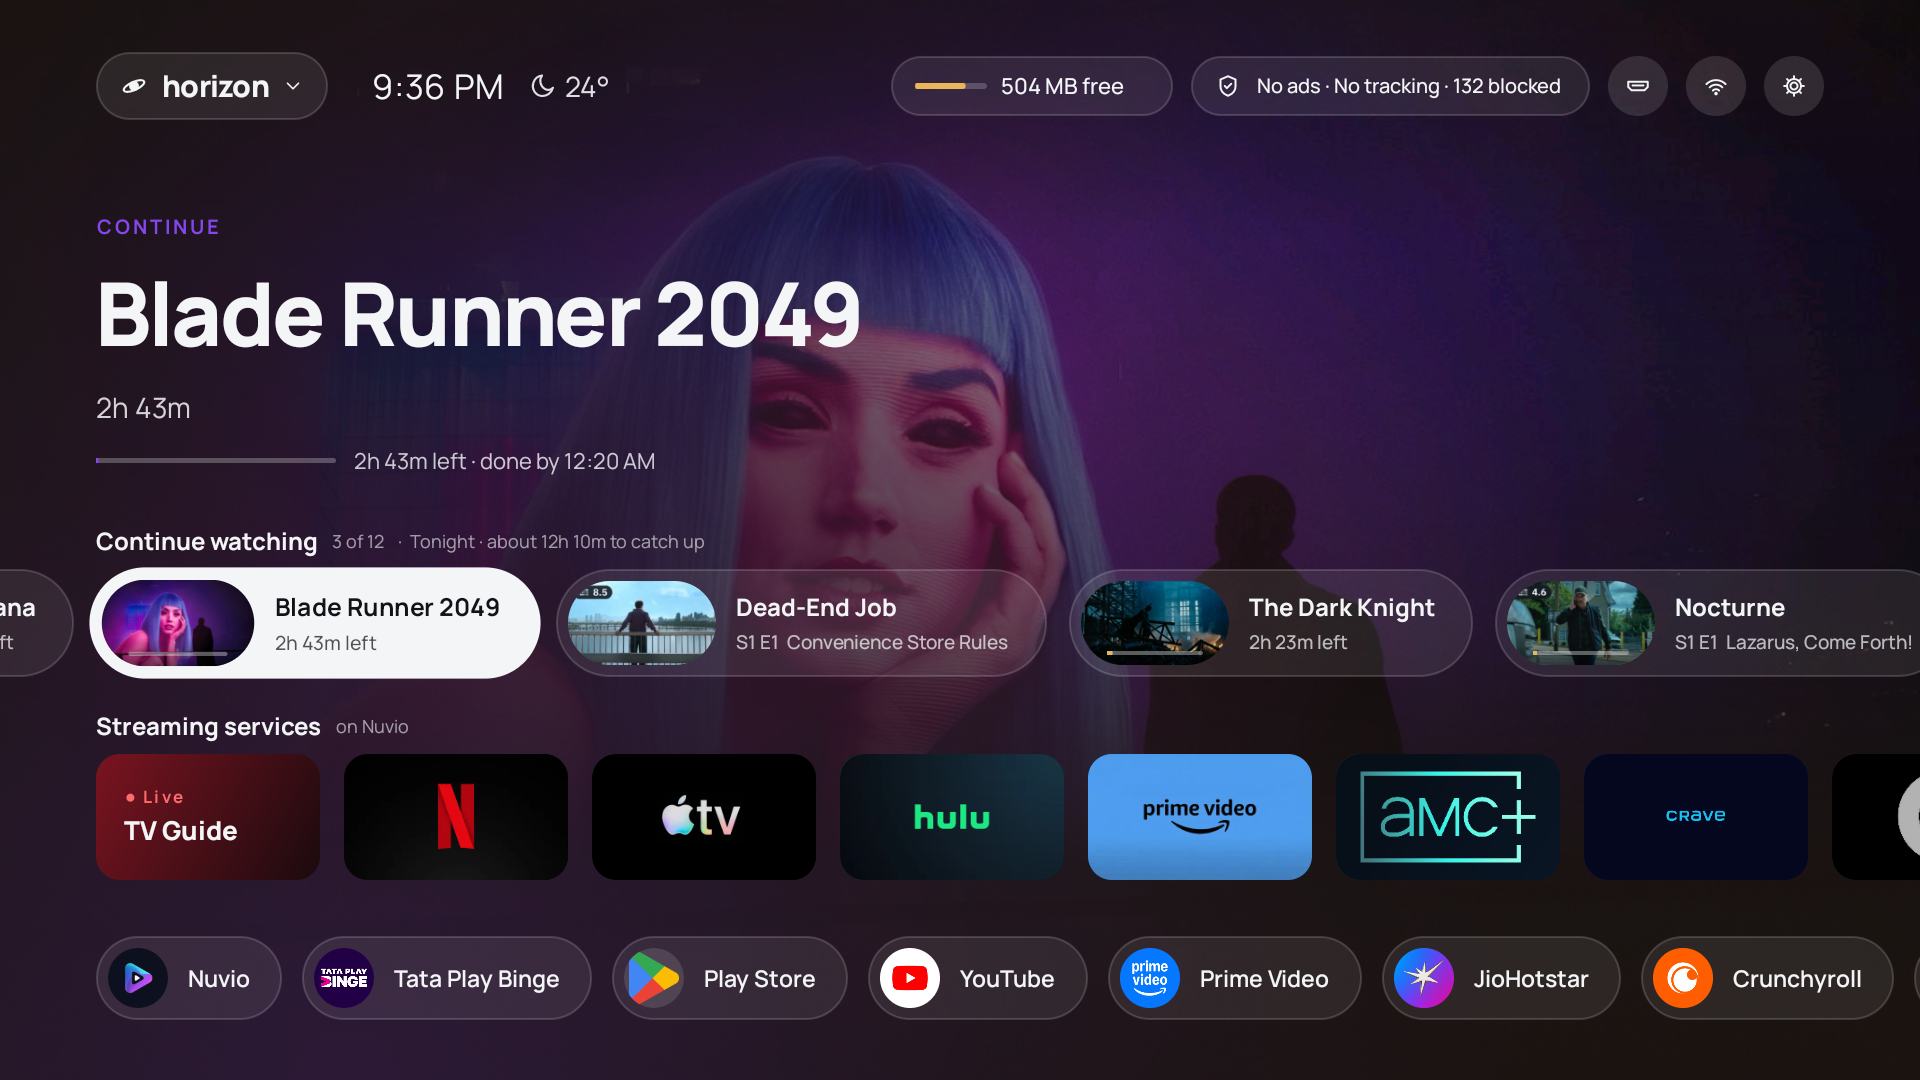 horizon
9:36 PM
24°
504 MB free
No ads · No tracking · 132 blocked
CONTINUE
Blade Runner 2049
2h 43m
2h 43m left · done by 12:20 AM
Continue watching 3 of 12 · Tonight · about 12h 10m to catch up
ana
ft
Blade Runner 2049
2h 43m left
8.5
Dead-End Job
S1 E1 Convenience Store Rules
The Dark Knight
2h 23m left
4.6
Nocturne
S1 E1 Lazarus, Come Forth!
Streaming services on Nuvio
• Live
TV Guide
N
tv
hulu
prime video
aMC+
CRAVE
Nuvio
TATA PLAY
BINGE
Tata Play Binge
Play Store
YouTube
prime
video
Prime Video
JioHotstar
Crunchyroll